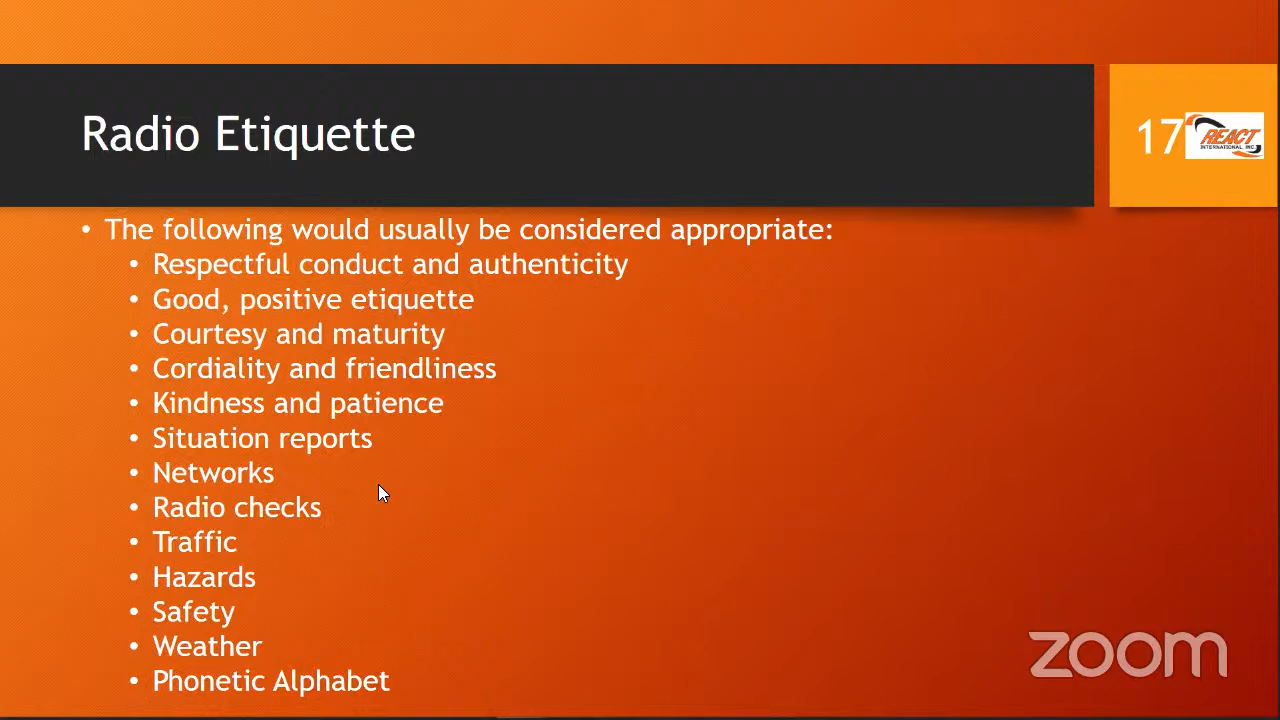 Radio Etiquette
17
REACT
INTERNATIONAL, INC.
• The following would usually be considered appropriate:
• Respectful conduct and authenticity
• Good, positive etiquette
• Courtesy and maturity
• Cordiality and friendliness
• Kindness and patience
• Situation reports
• Networks
• Radio checks
• Traffic
• Hazards
• Safety
• Weather
• Phonetic Alphabet
zoom